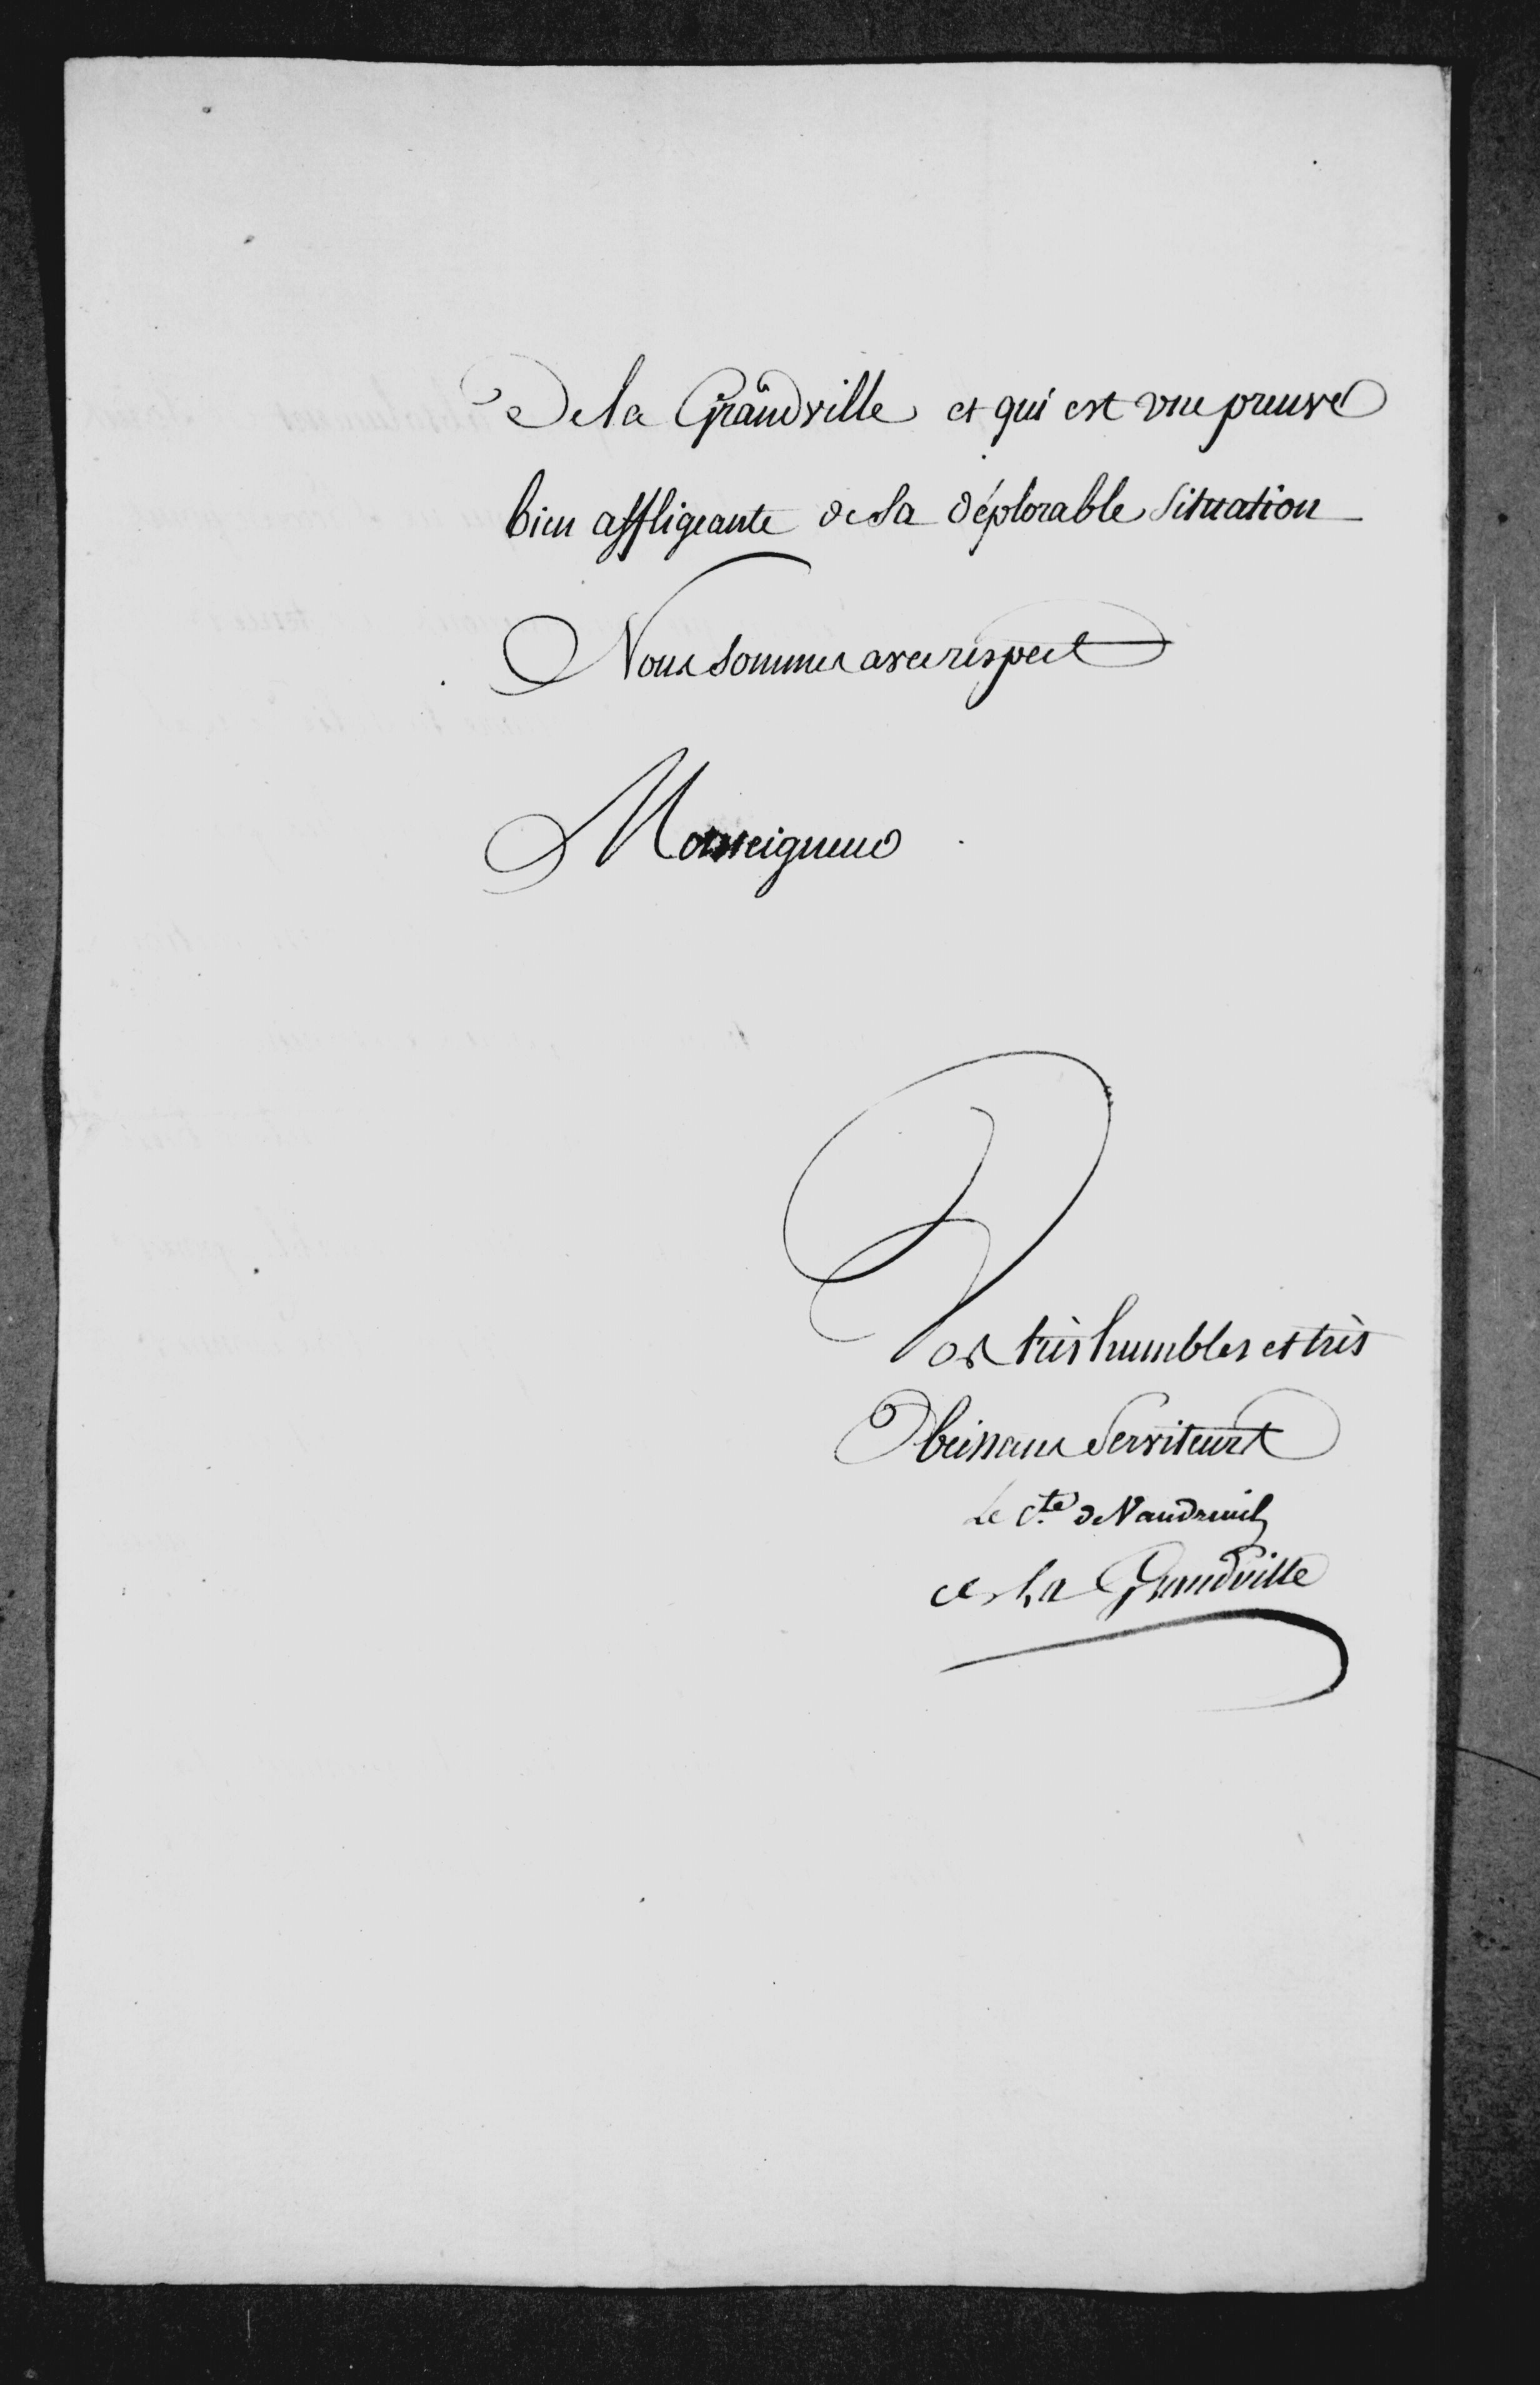 De la Grandville et qui est une preuve
bien affligeante de sa déplorable situation
Nous sommes avec respect
Monseigneur
Vos très humbles et très
Obeissans Serviteurs
Le Cte de Vaudreuil
de La Grandville